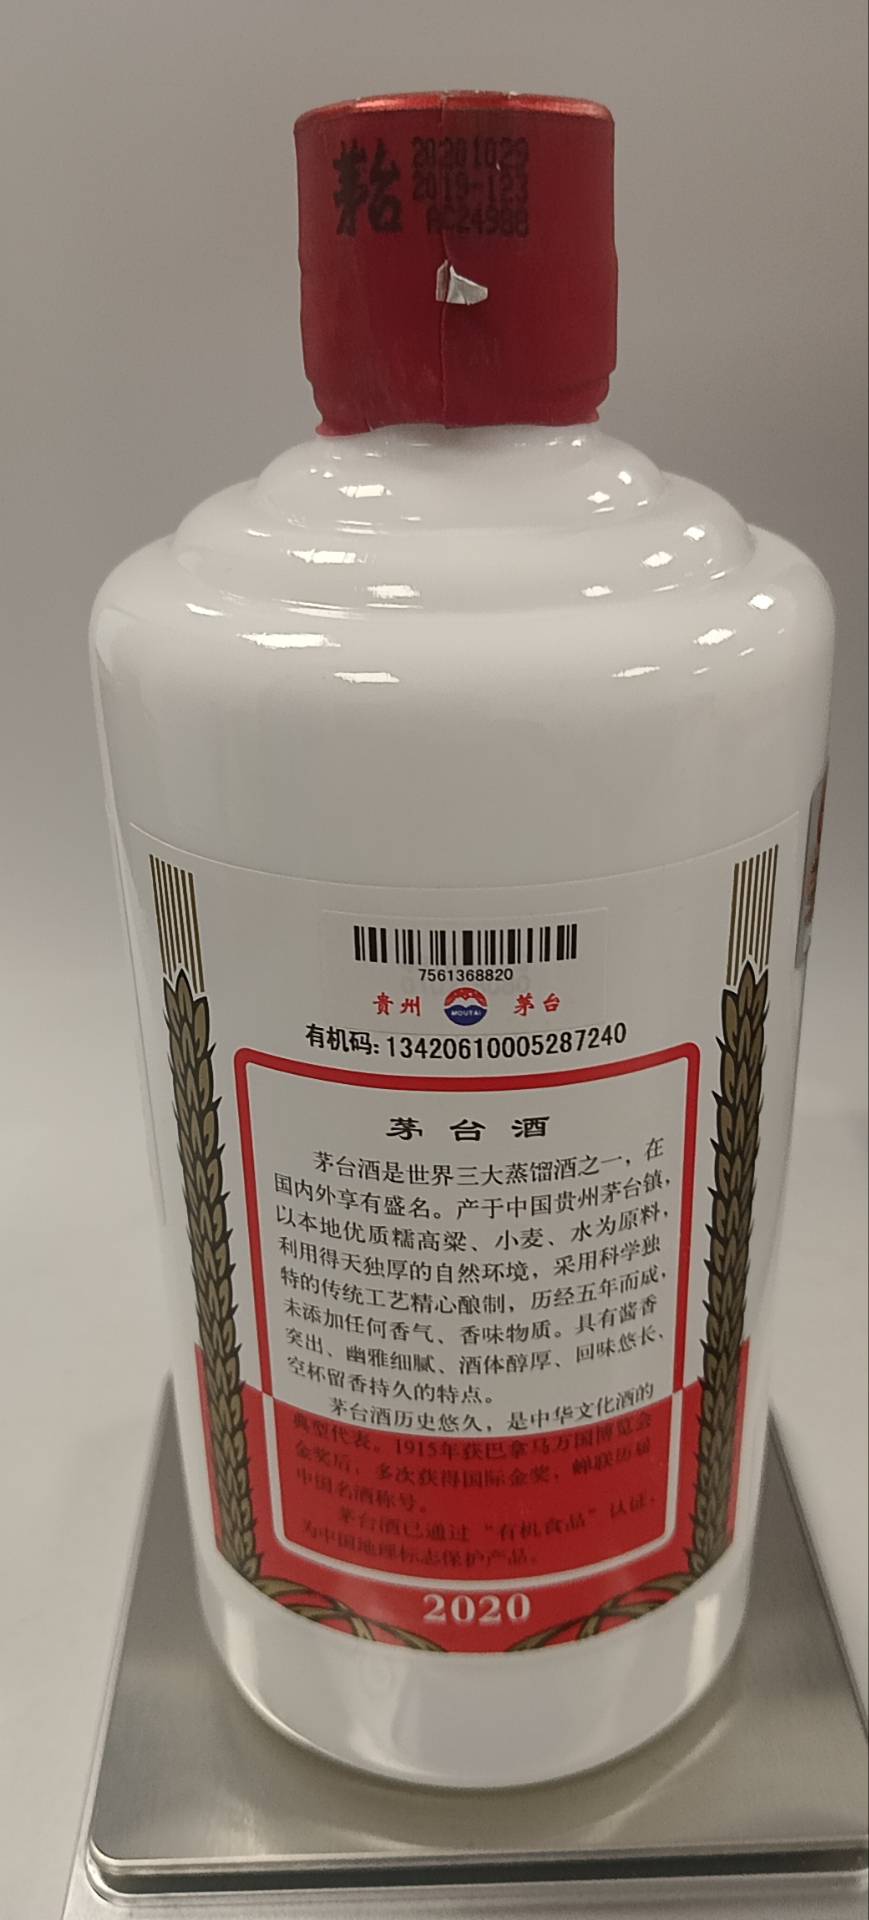 茅台
20201029
2019-123
AC24988
7561368820
贵州 MOUTAI 茅台
有机码:13420610005287240
茅台酒
茅台酒是世界三大蒸馏酒之一，在
国内外享有盛名。产于中国贵州茅台镇，
以本地优质糯高粱、小麦、水为原料，
利用得天独厚的自然环境，采用科学独
特的传统工艺精心酿制，历经五年而成，
未添加任何香气、香味物质。具有酱香
突出、幽雅细腻、酒体醇厚、回味悠长、
空杯留香持久的特点。
茅台酒历史悠久，是中华文化酒的
典型代表。1915年获巴拿马万国博览会
金奖后，多次获得国际金奖，蝉联历届
中国名酒称号。
茅台酒已通过“有机食品”认证，
为中国地理标志保护产品。
2020